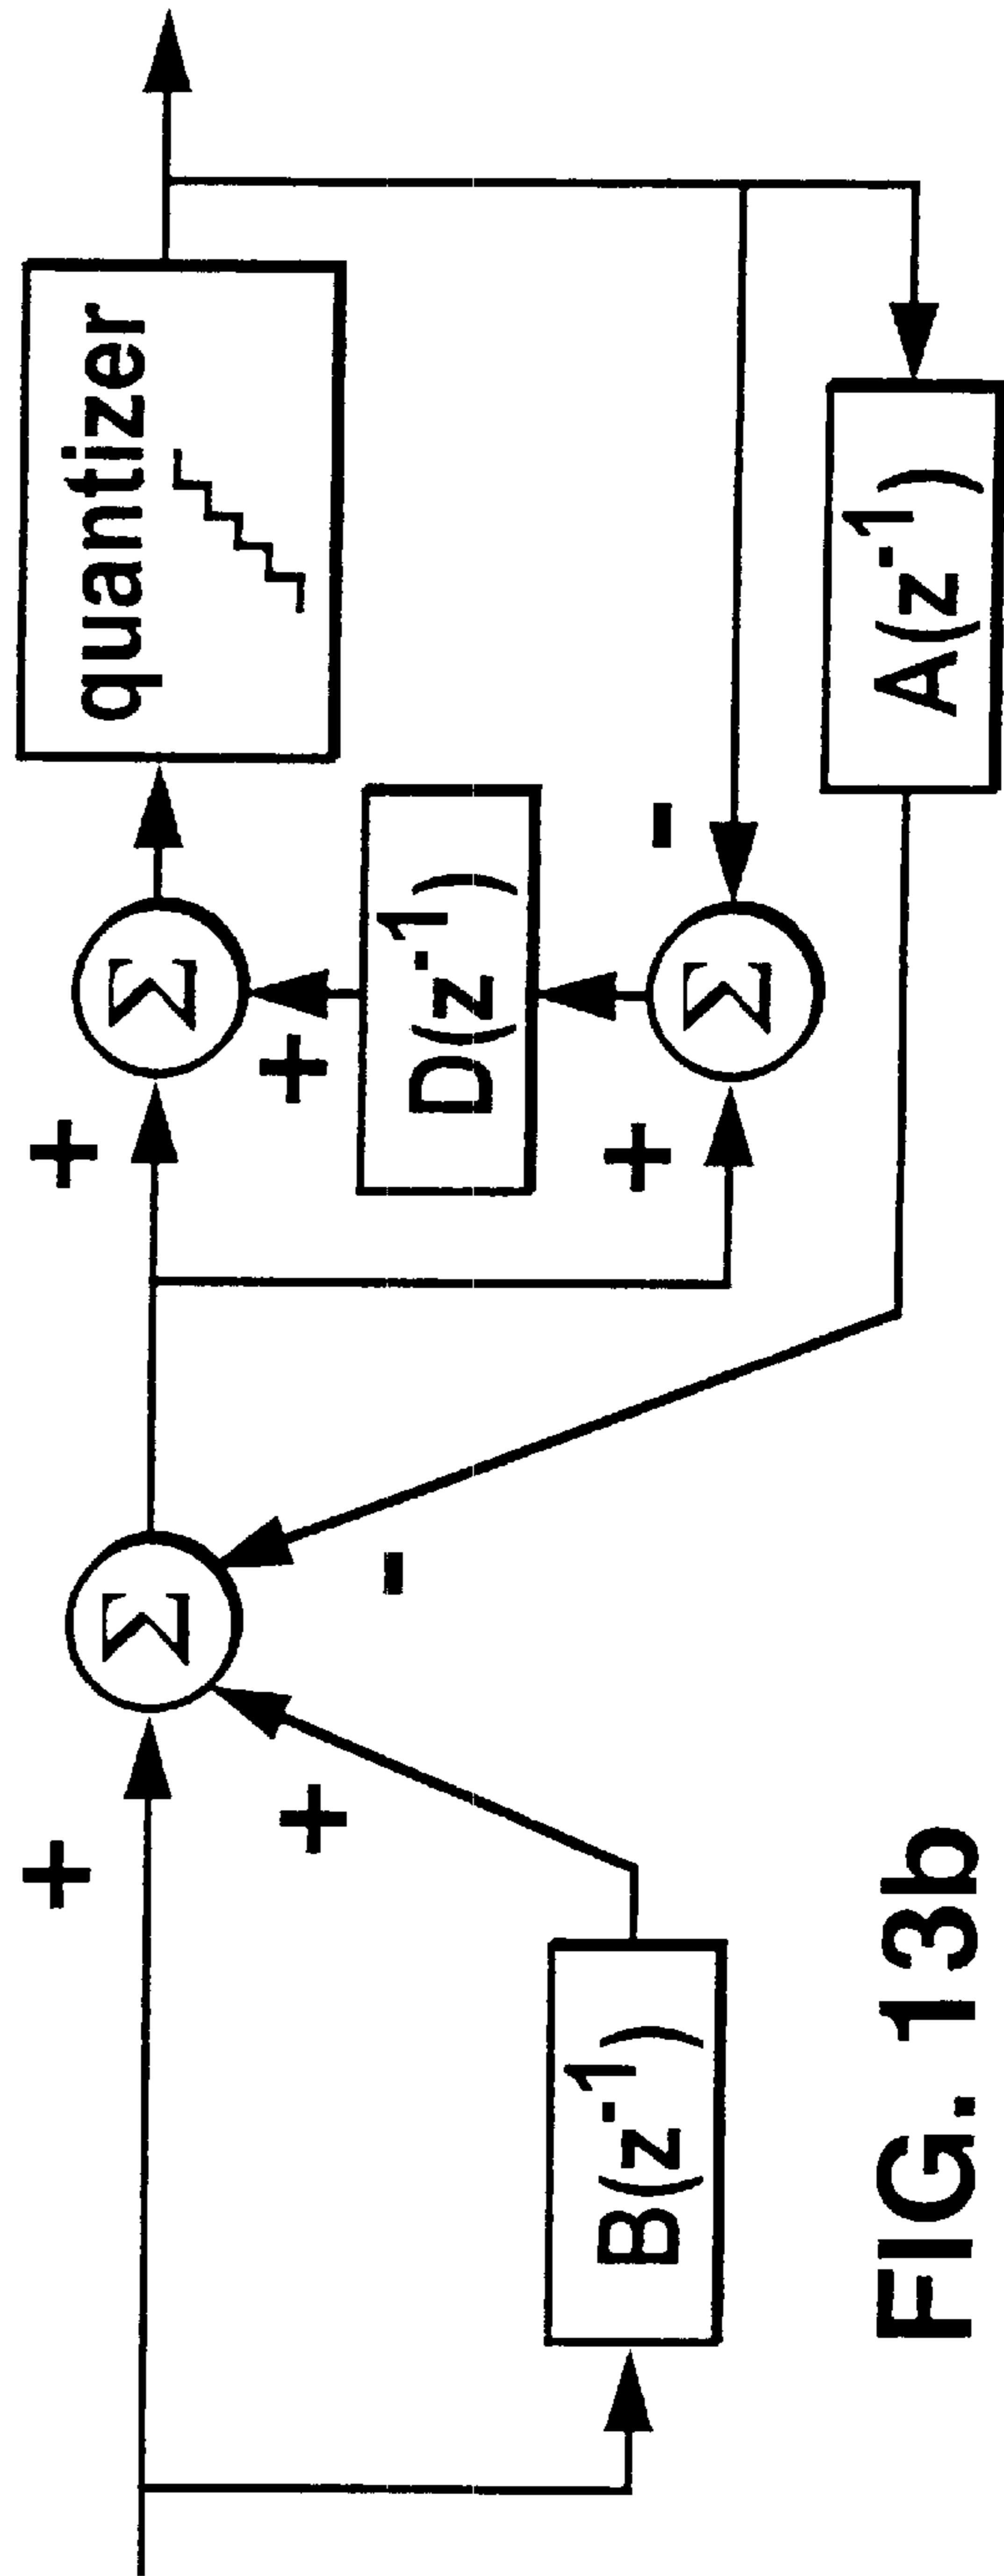 +
Σ
+
Σ
quantizer
+
-
+
D(z⁻¹)
+
Σ
-
B(z⁻¹)
A(z⁻¹)
FIG. 13b